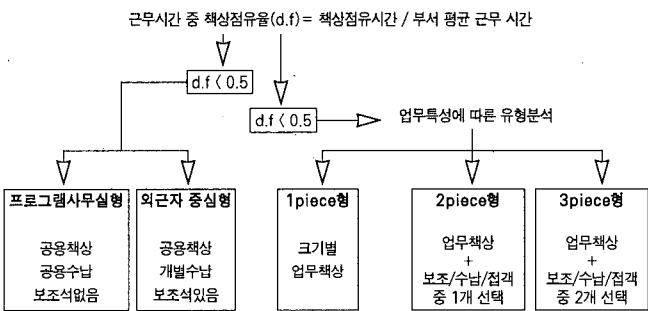 근무시간 중 책상점유율(d.f)= 책상점유시간 / 부서 평균 근무 시간
d.f < 0.5
d.f < 0.5
업무특성에 따른 유형분석
프로그램사무실형
공용책상
공용수납
보조석없음
외근자 중심형
공용책상
개별수납
보조석있음
1piece형
크기별
업무책상
2piece형
업무책상
+
보조/수납/접객
중 1개 선택
3piece형
업무책상
+
보조/수납/접객
중 2개 선택